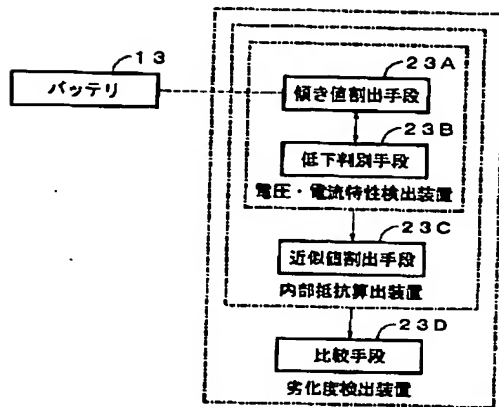 13
バッテリ
23A
傾き値割出手段
23B
低下判別手段
電圧・電流特性検出装置
23C
近似値割出手段
内部抵抗算出装置
23D
比較手段
劣化度検出装置